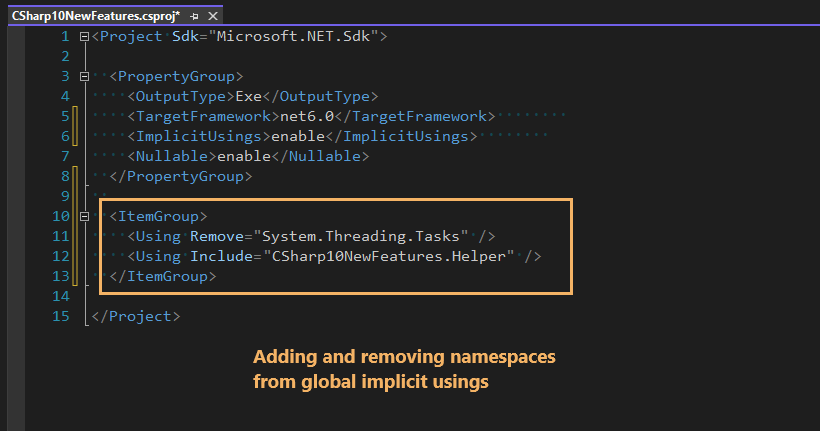 CSharp10NewFeatures.csproj*
1 <Project Sdk="Microsoft.NET.Sdk">
2
3 <PropertyGroup>
4 <OutputType>Exe</OutputType>
5 <TargetFramework>net6.0</TargetFramework>
6 <ImplicitUsings>enable</ImplicitUsings>
7 <Nullable>enable</Nullable>
8 </PropertyGroup>
9
10 <ItemGroup>
11 <Using Remove="System.Threading.Tasks" />
12 <Using Include="CSharp10NewFeatures.Helper" />
13 </ItemGroup>
14
15 </Project>
Adding and removing namespaces
from global implicit usings